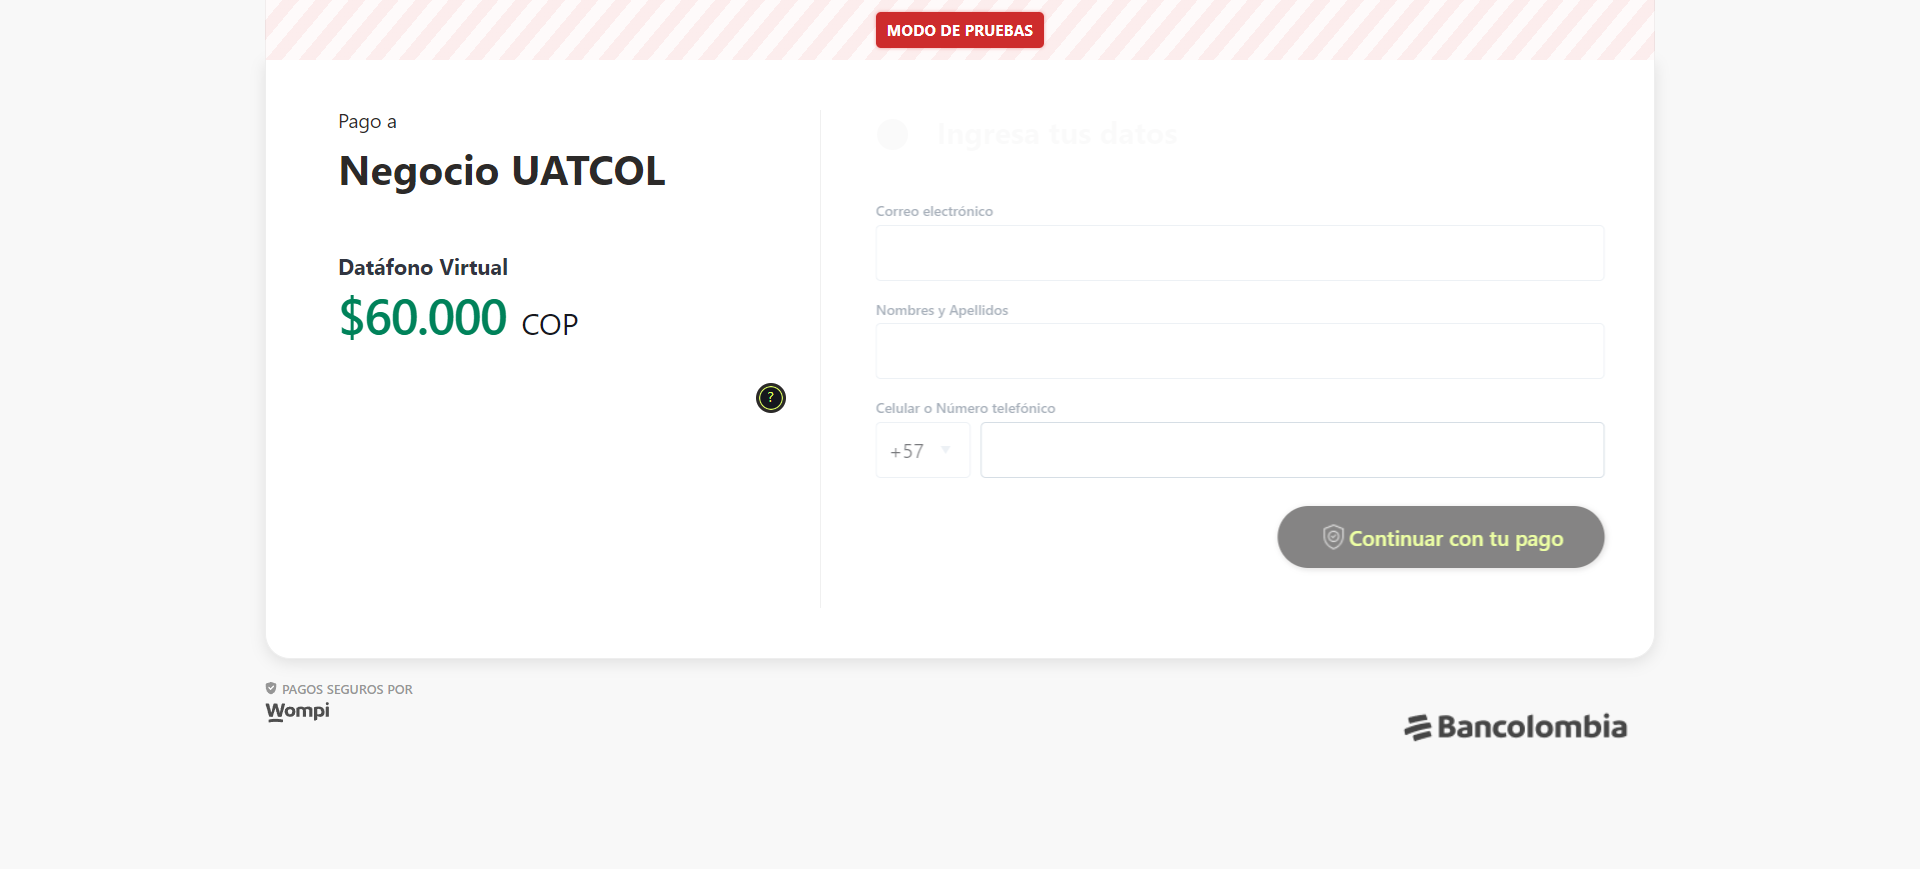 MODO DE PRUEBAS
Pago a
Negocio UATCOL
Datáfono Virtual
$60.000 COP
?
Ingresa tus datos
Correo electrónico
Nombres y Apellidos
Celular o Número telefónico
+57
Continuar con tu pago
PAGOS SEGUROS POR
Wompi
Bancolombia